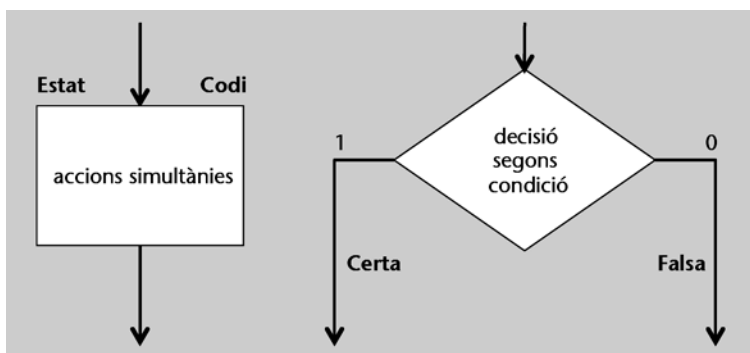 Estat Codi
accions simultànies
1
decisió
segons
condició
0
Certa
Falsa